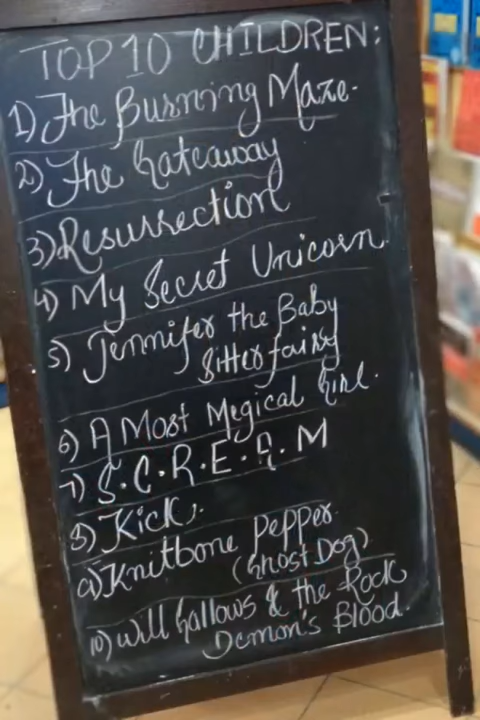 TOP 10 CHILDREN:
1) The Burning Maze.
2) The Gateaway
3) Resurrection
4) My Secret Unicorn.
5) Jennifer the Baby
Sitter fairy
6) A Most Megical Girl.
7) S.C.R.E.A.M
8) Kick.
9) Knitbone Pepper.
(Ghost Dog)
10) Will Gallows & the Rock
Demon's Blood.